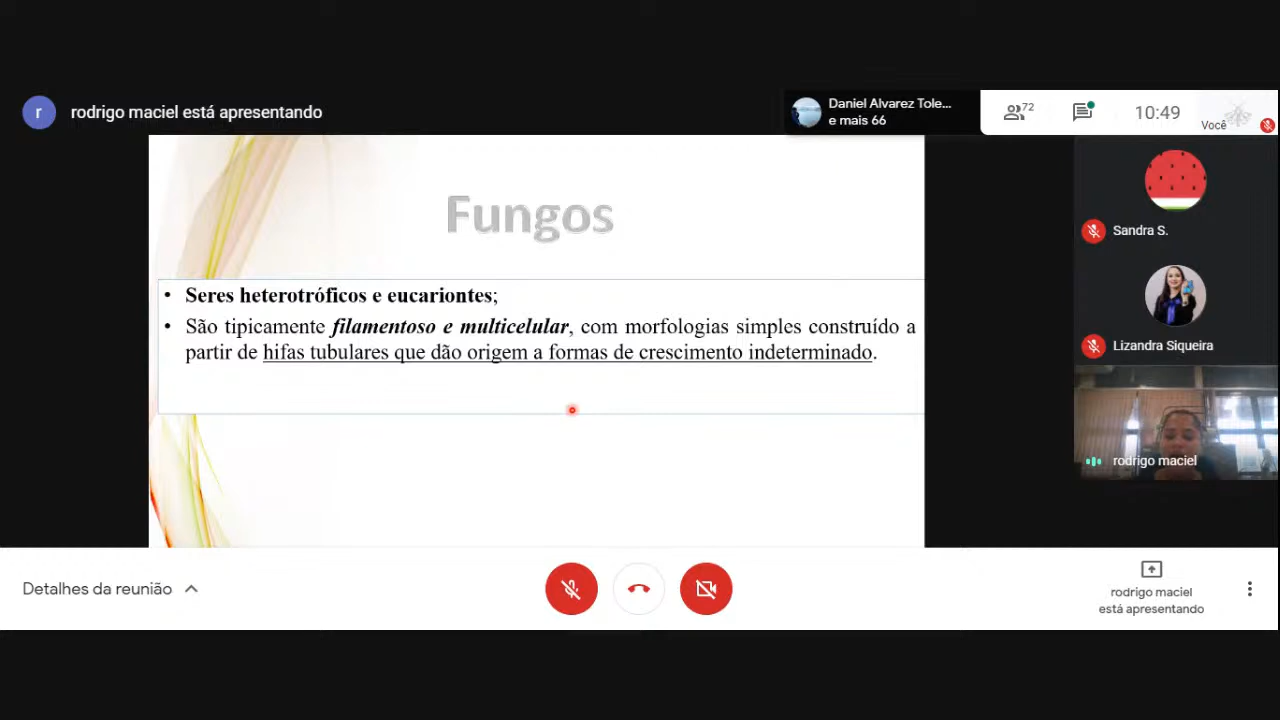 r
rodrigo maciel está apresentando
Daniel Alvarez Tole...
e mais 66
72
10:49
Você
Sandra S.
Lizandra Siqueira
rodrigo maciel
Fungos
• Seres heterotróficos e eucariontes;
• São tipicamente filamentoso e multicelular, com morfologias simples construído a
partir de hifas tubulares que dão origem a formas de crescimento indeterminado.
Detalhes da reunião
rodrigo maciel
está apresentando